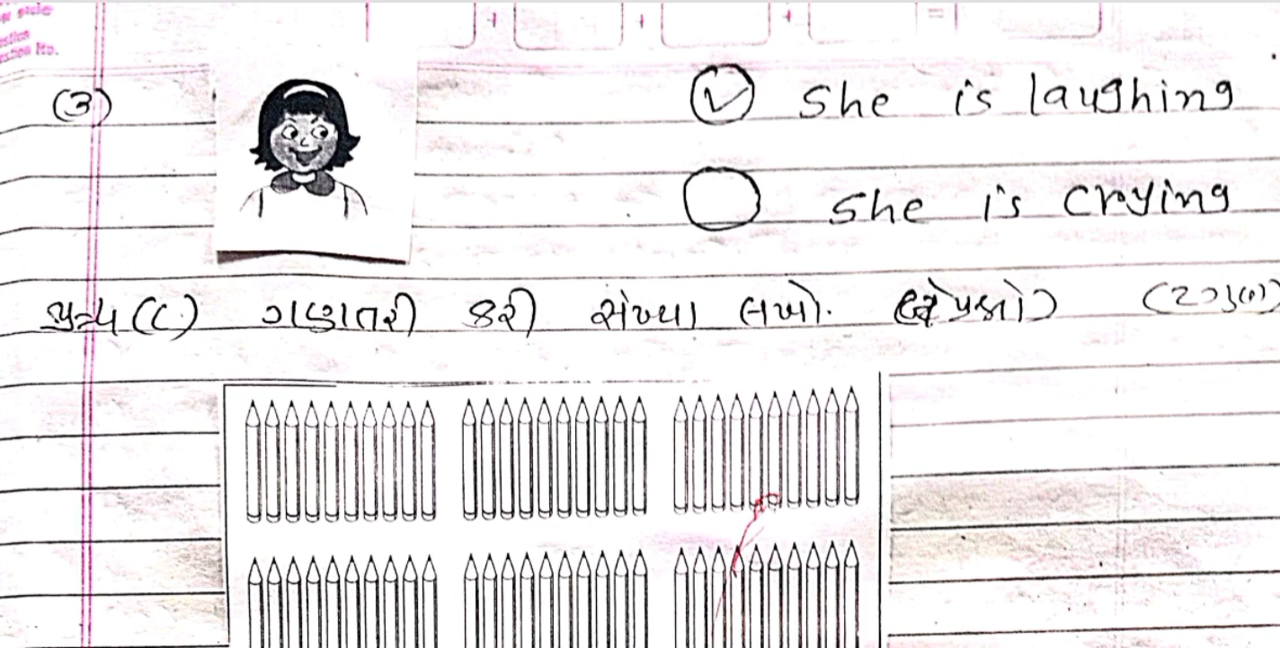 + + + =
(3) She is laughing
She is crying
પ્રશ્ન (C) ગણતરી કરી સંખ્યા લખો.